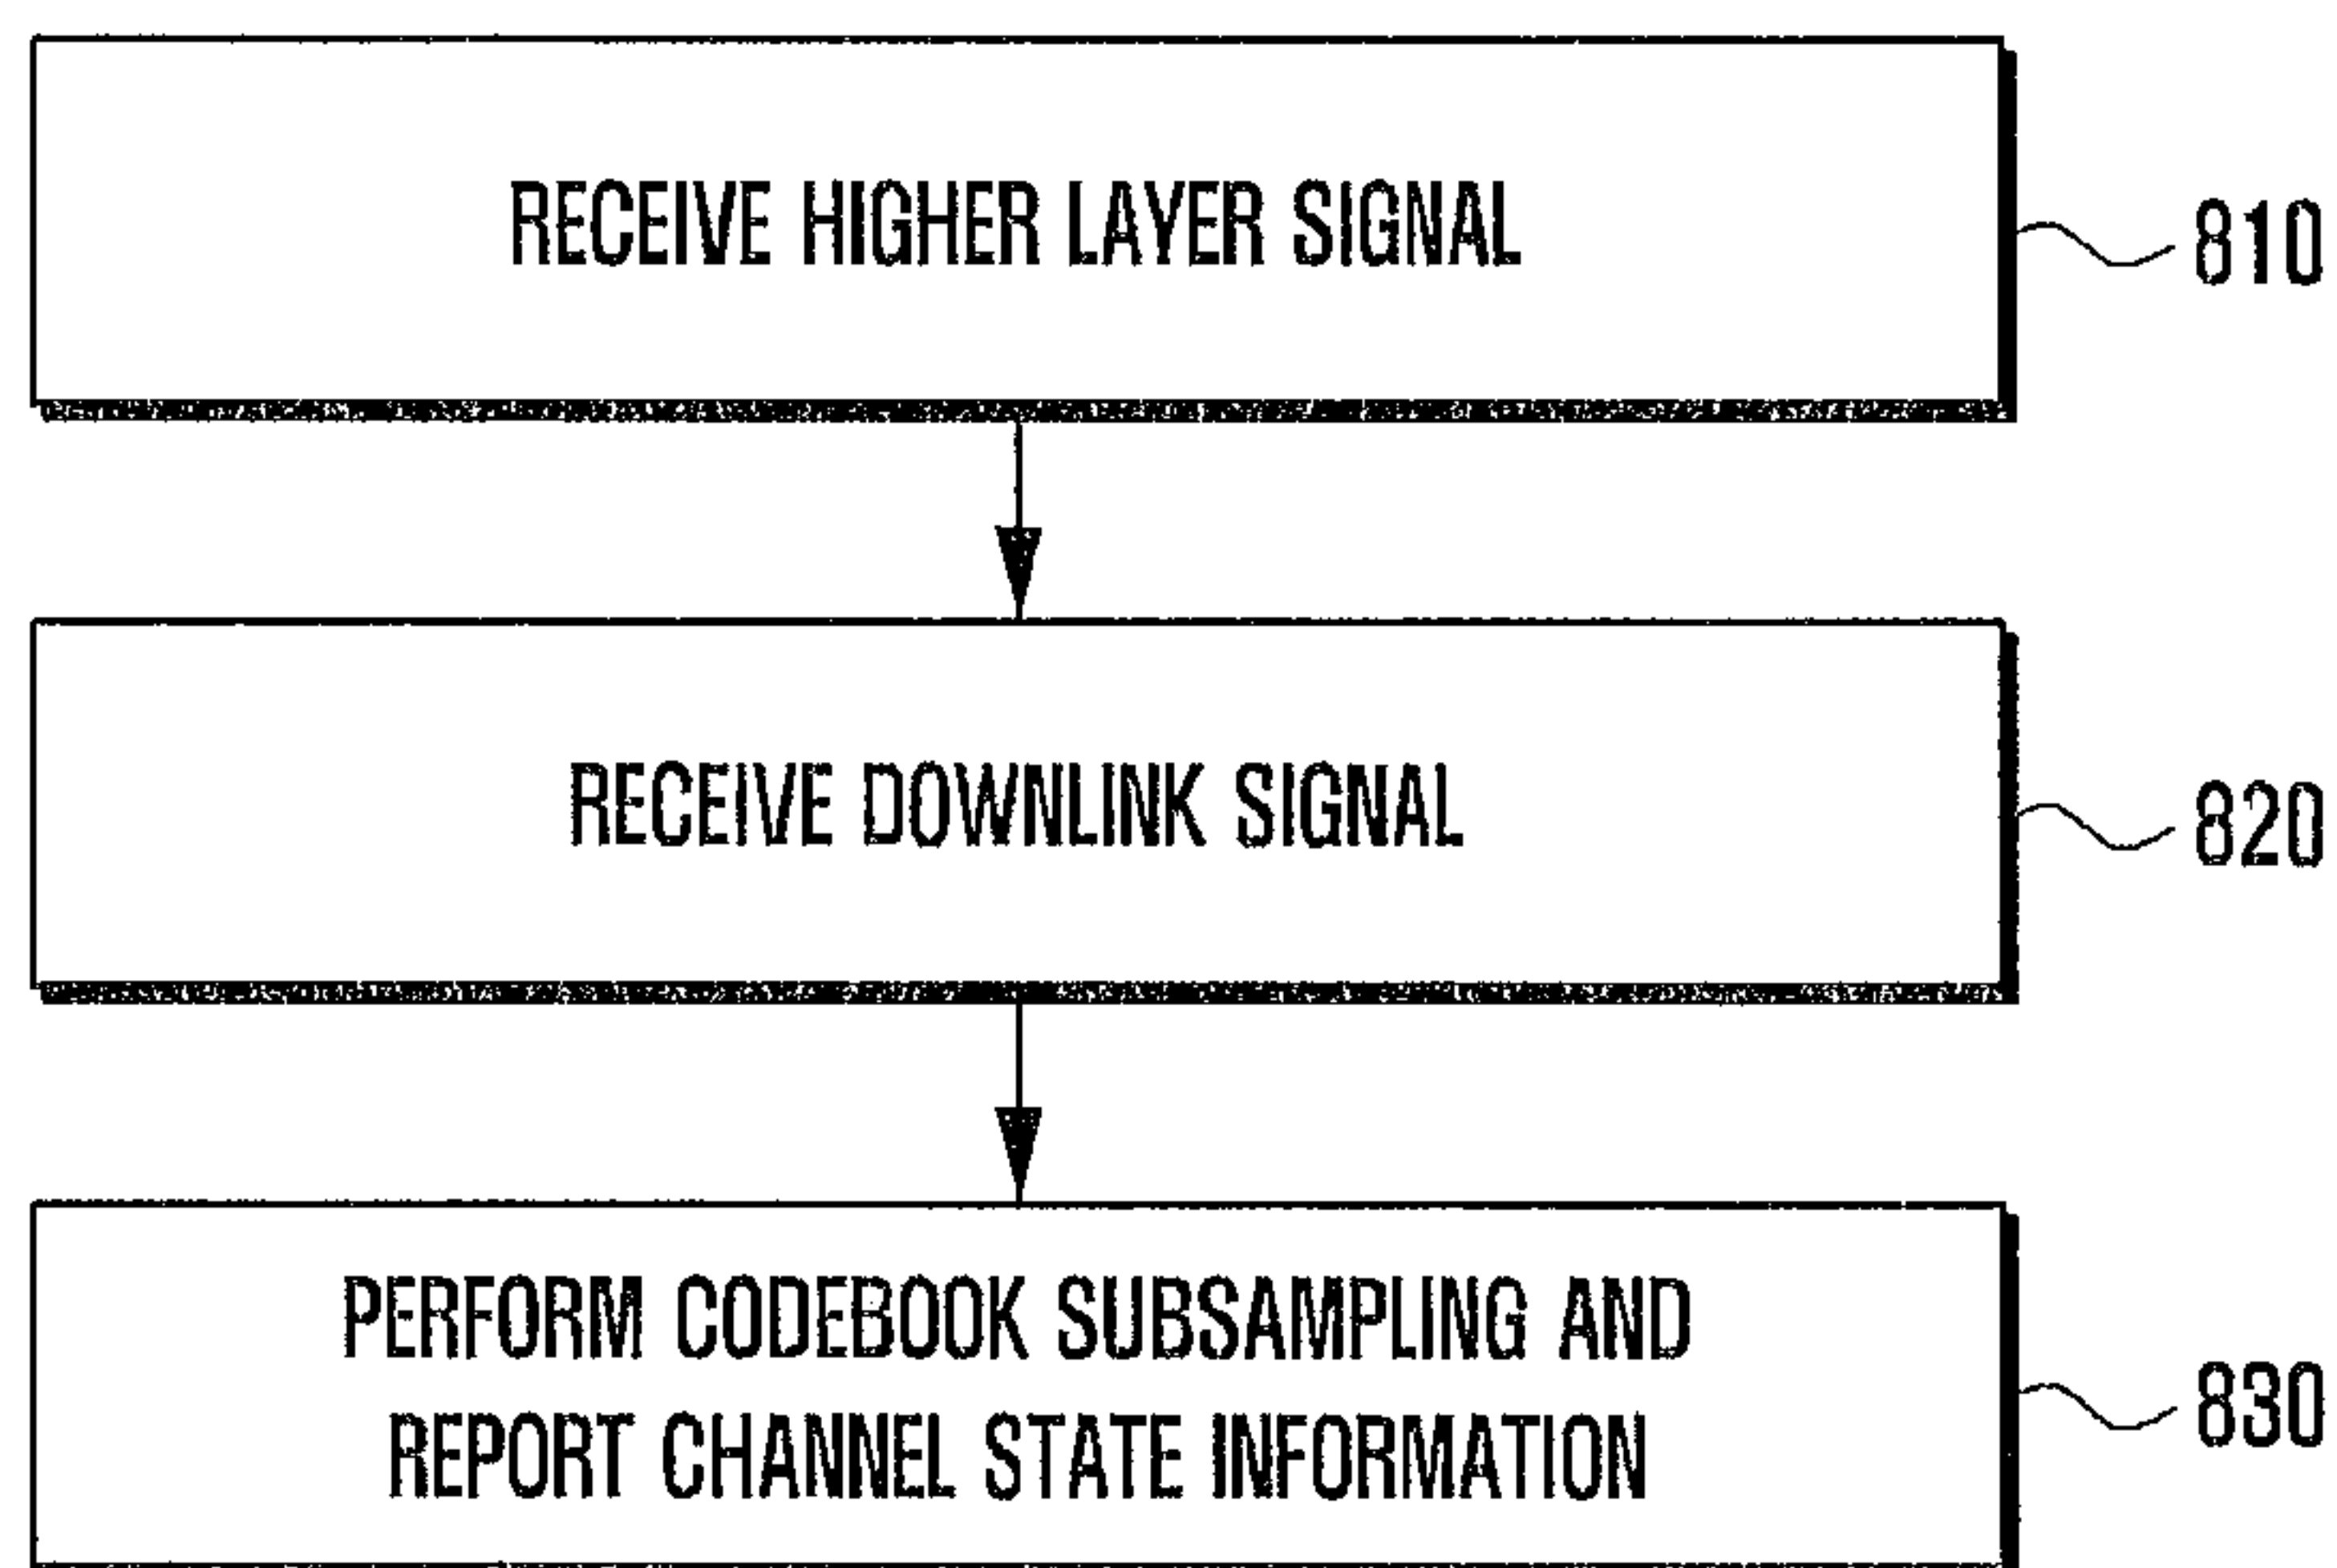 RECEIVE HIGHER LAYER SIGNAL
810
RECEIVE DOWNLINK SIGNAL
820
PERFORM CODEBOOK SUBSAMPLING AND
REPORT CHANNEL STATE INFORMATION
830